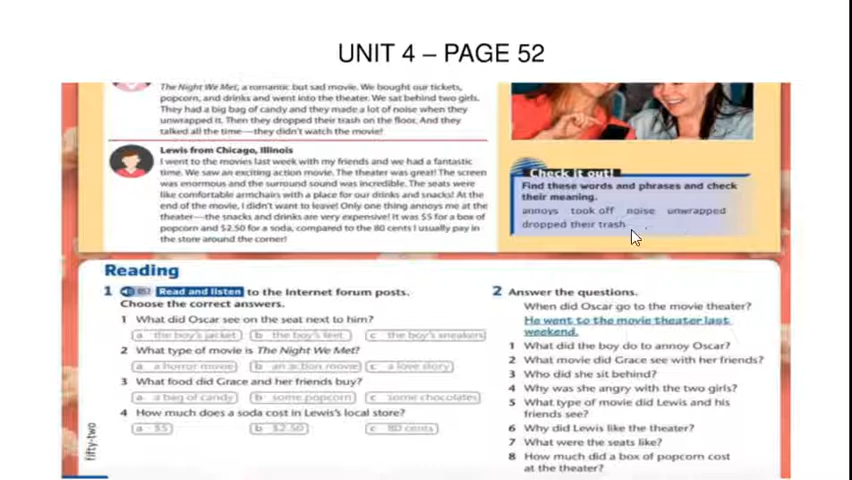 UNIT 4 – PAGE 52
The Night We Met, a romantic but sad movie. We bought our tickets,
popcorn, and drinks and went into the theater. We sat behind two girls.
They had a big bag of candy and they made a lot of noise when they
unwrapped it. Then they dropped their trash on the floor. And they
talked all the time—they didn't watch the movie!
Lewis from Chicago, Illinois
I went to the movies last week with my friends and we had a fantastic
time. We saw an exciting action movie. The theater was great! The screen
was enormous and the surround sound was incredible. The seats were
like comfortable armchairs with a place for our drinks and snacks! At the
end of the movie, I didn't want to leave! Only one thing annoys me at the
theater—the snacks and drinks are very expensive! It was $5 for a box of
popcorn and $2.50 for a soda, compared to the 80 cents I usually pay in
the store around the corner!
Check it out!
Find these words and phrases and check
their meaning.
annoys took off noise unwrapped
dropped their trash
Reading
1 Read and listen to the Internet forum posts.
Choose the correct answers.
1 What did Oscar see on the seat next to him?
a the boy's jacket b the boy's feet c the boy's sneakers
2 What type of movie is The Night We Met?
a a horror movie b an action movie c a love story
3 What food did Grace and her friends buy?
a a bag of candy b some popcorn c some chocolates
4 How much does a soda cost in Lewis's local store?
a $5 b $2.50 c 80 cents
2 Answer the questions.
When did Oscar go to the movie theater?
He went to the movie theater last
weekend.
1 What did the boy do to annoy Oscar?
2 What movie did Grace see with her friends?
3 Who did she sit behind?
4 Why was she angry with the two girls?
5 What type of movie did Lewis and his
friends see?
6 Why did Lewis like the theater?
7 What were the seats like?
8 How much did a box of popcorn cost
at the theater?
fifty-two